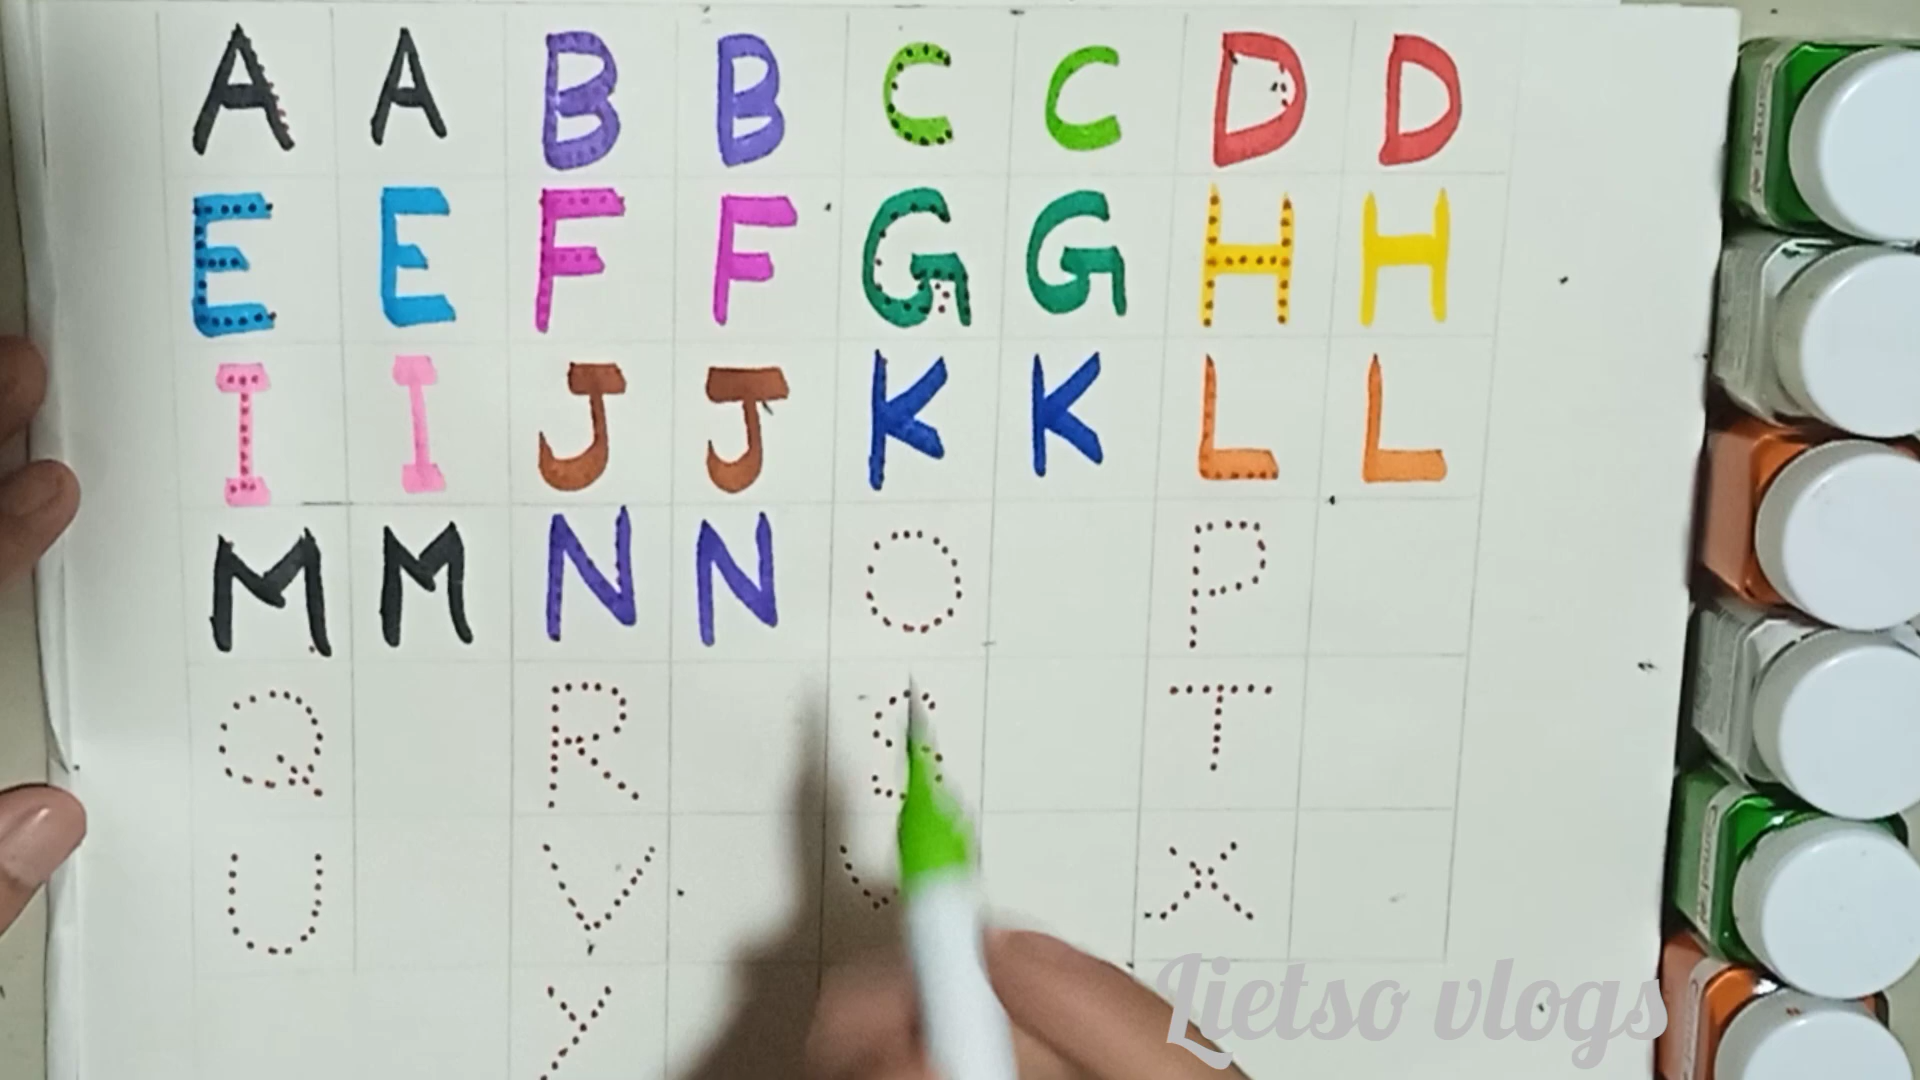 A A B B C C D D
E E F F G G H H
I I J J K K L L
M M N N O P
Q R S T
U V X
Y
Lietso vlogs